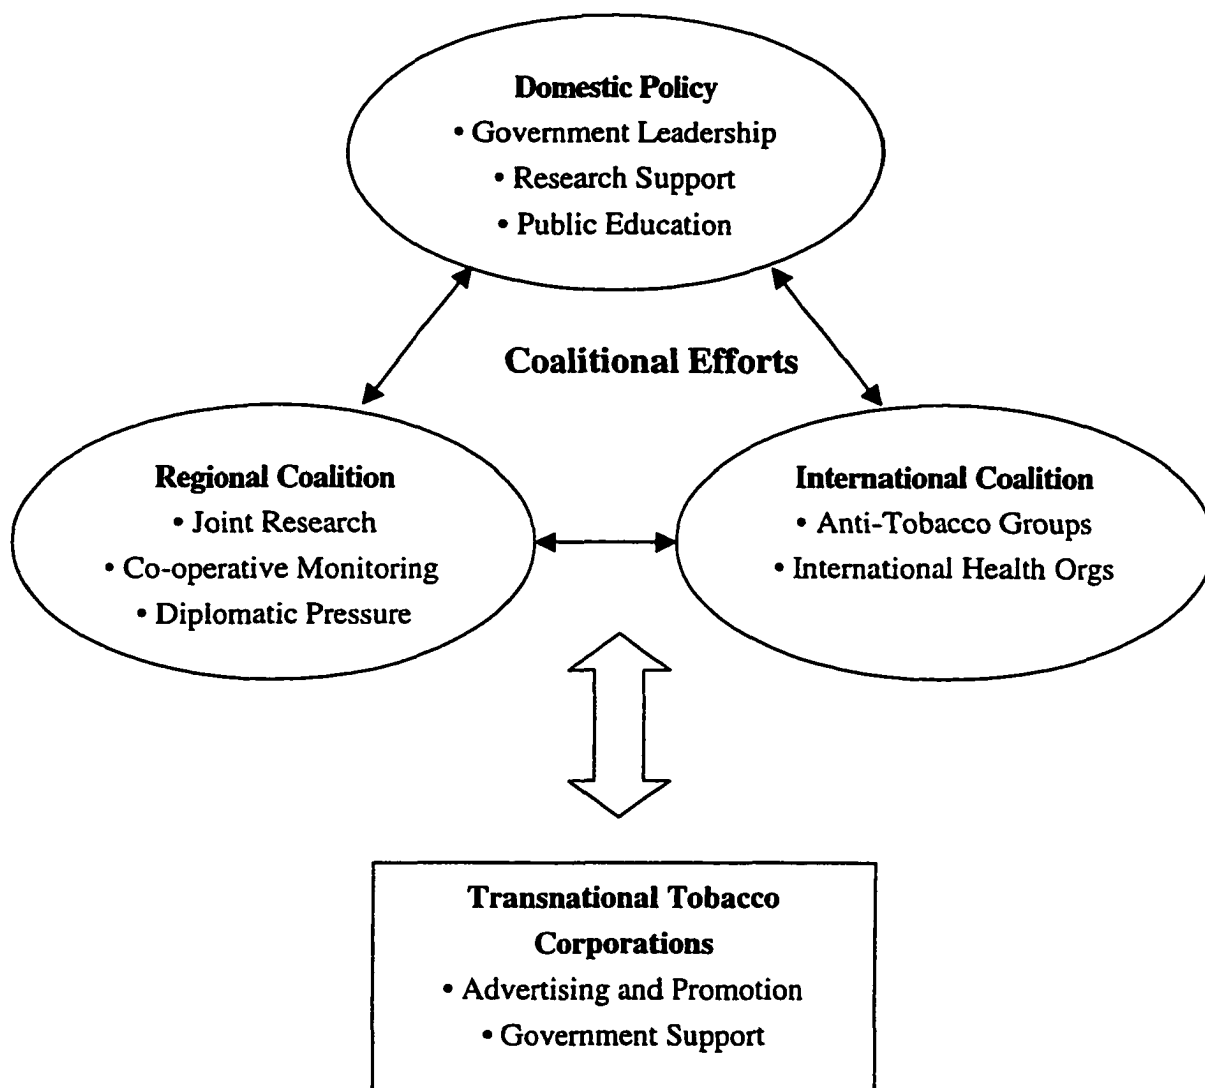 Domestic Policy
• Government Leadership
• Research Support
• Public Education
Coalitional Efforts
Regional Coalition
• Joint Research
• Co-operative Monitoring
• Diplomatic Pressure
International Coalition
• Anti-Tobacco Groups
• International Health Orgs
Transnational Tobacco
Corporations
• Advertising and Promotion
• Government Support